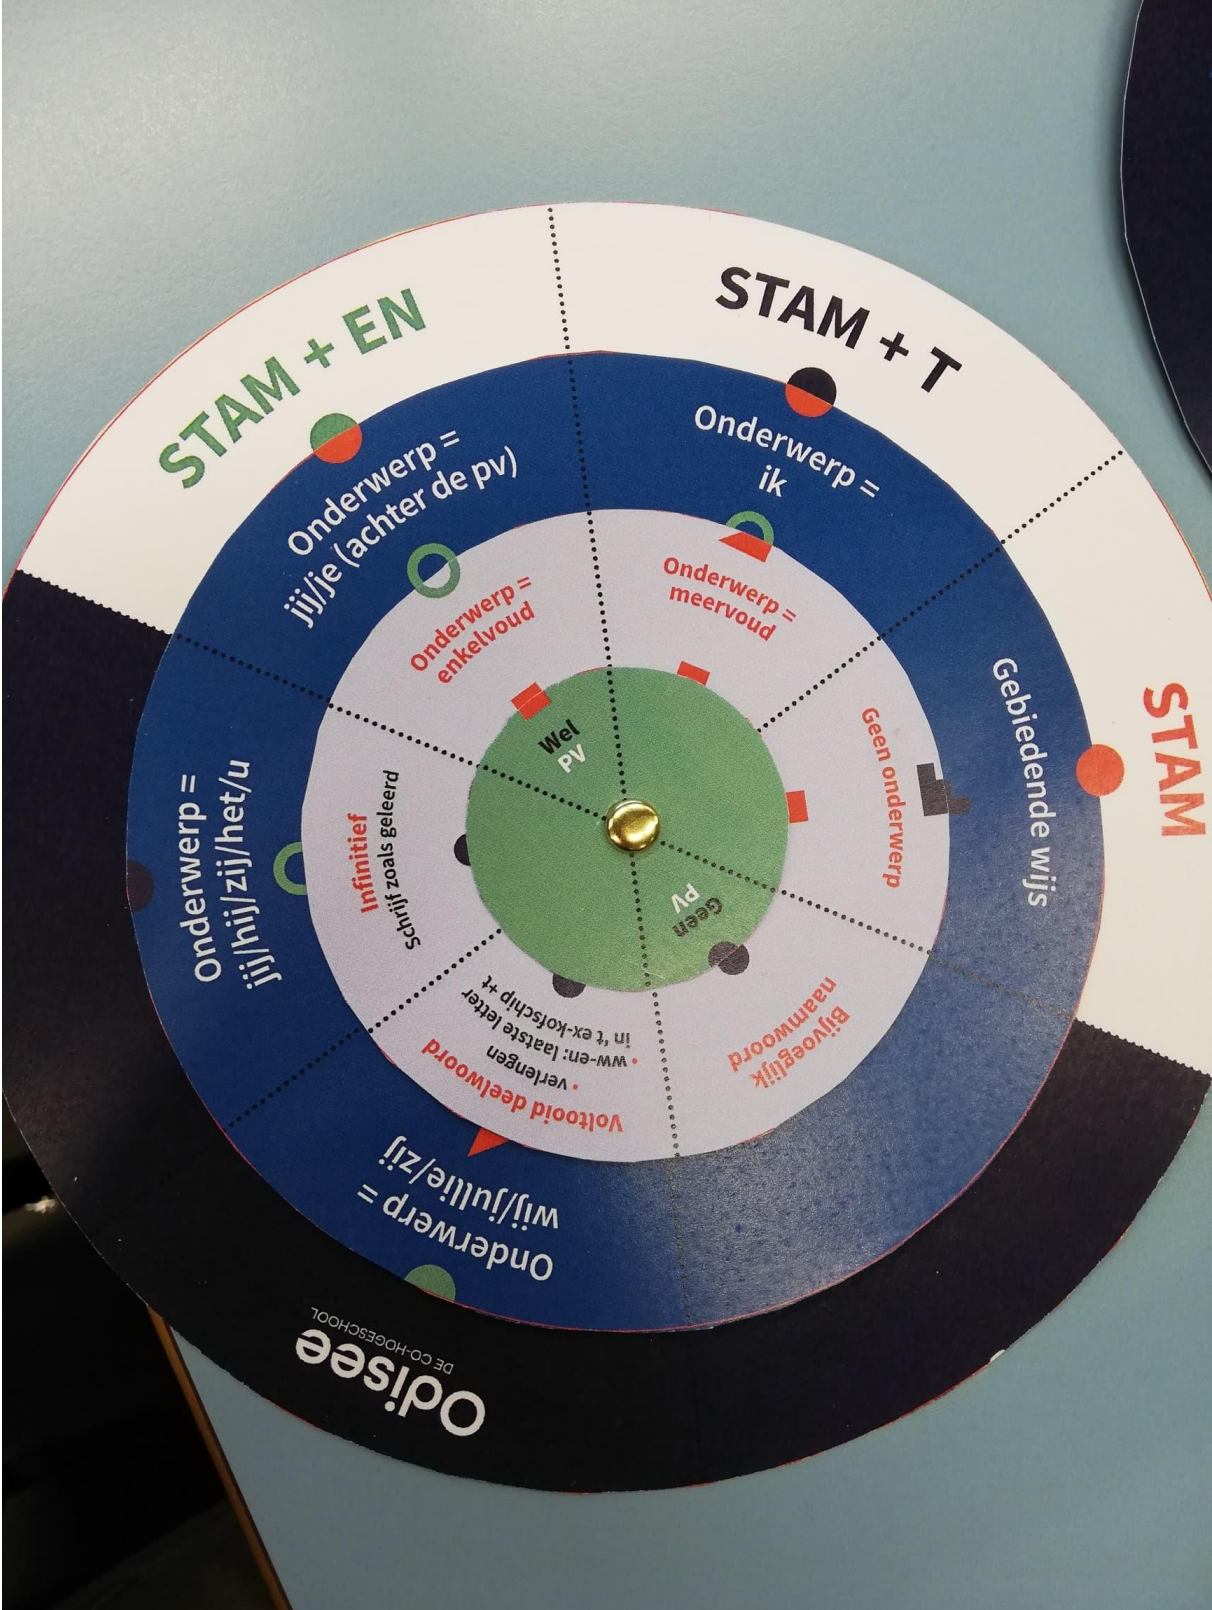 STAM + EN
STAM + T
STAM
Onderwerp =
jij/je (achter de pv)
Onderwerp =
ik
Gebiedende wijs
Onderwerp =
jij/hij/zij/het/u
Onderwerp =
wij/jullie/zij
Onderwerp =
enkelvoud
Onderwerp =
meervoud
Geen onderwerp
Bijvoeglijk
naamwoord
Voltooid deelwoord
• verlengen
• ww-en: laatste letter
in 't ex-kofschip +t
Infinitief
Schrijf zoals geleerd
Wel
PV
Geen
PV
Odisee
DE CO-HOGESCHOOL